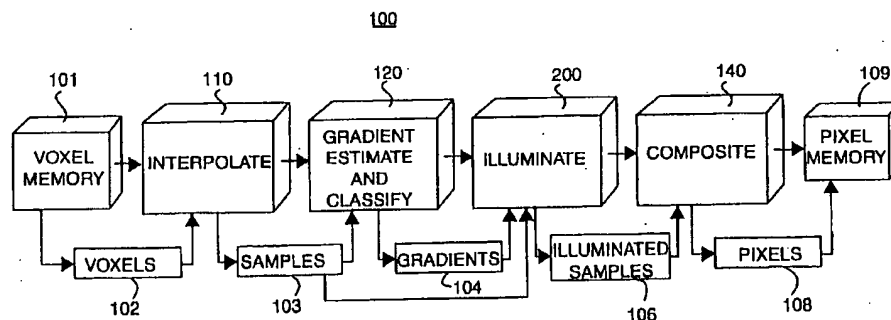 100
101
110
120
200
140
109
VOXEL
MEMORY
INTERPOLATE
GRADIENT
ESTIMATE
AND
CLASSIFY
ILLUMINATE
COMPOSITE
PIXEL
MEMORY
VOXELS
SAMPLES
GRADIENTS
ILLUMINATED
SAMPLES
PIXELS
102
103
104
106
108